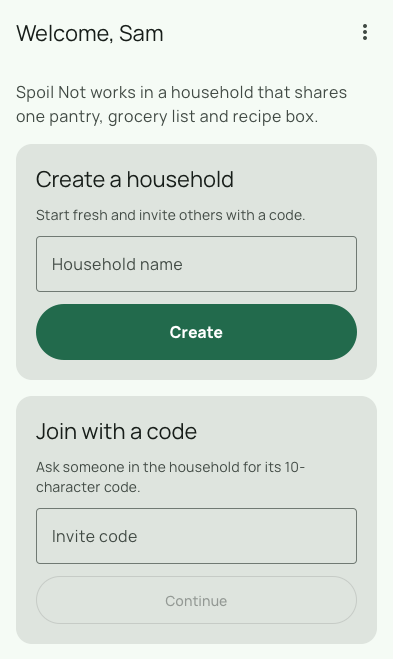 Welcome, Sam
Spoil Not works in a household that shares
one pantry, grocery list and recipe box.
Create a household
Start fresh and invite others with a code.
Household name
Create
Join with a code
Ask someone in the household for its 10-
character code.
Invite code
Continue